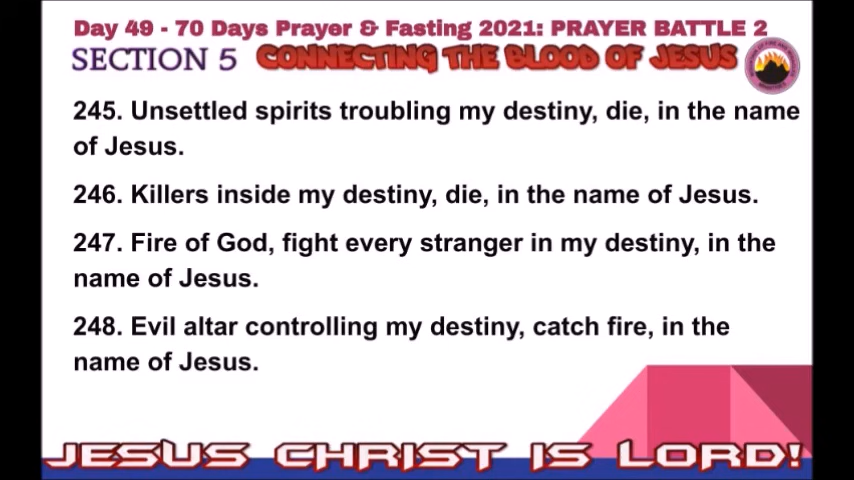 Day 49 - 70 Days Prayer & Fasting 2021: PRAYER BATTLE 2
SECTION 5 CONNECTING THE BLOOD OF JESUS
245. Unsettled spirits troubling my destiny, die, in the name
of Jesus.
246. Killers inside my destiny, die, in the name of Jesus.
247. Fire of God, fight every stranger in my destiny, in the
name of Jesus.
248. Evil altar controlling my destiny, catch fire, in the
name of Jesus.
JESUS CHRIST IS LORD!